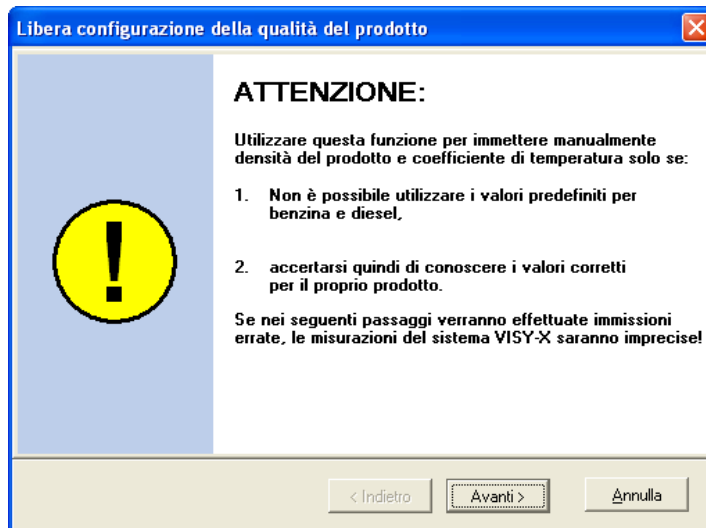 Libera configurazione della qualità del prodotto
ATTENZIONE:
Utilizzare questa funzione per immettere manualmente
densità del prodotto e coefficiente di temperatura solo se:
1. Non è possibile utilizzare i valori predefiniti per
benzina e diesel,
2. accertarsi quindi di conoscere i valori corretti
per il proprio prodotto.
Se nei seguenti passaggi verranno effettuate immissioni
errate, le misurazioni del sistema VISY-X saranno imprecise!
< Indietro
Avanti >
Annulla